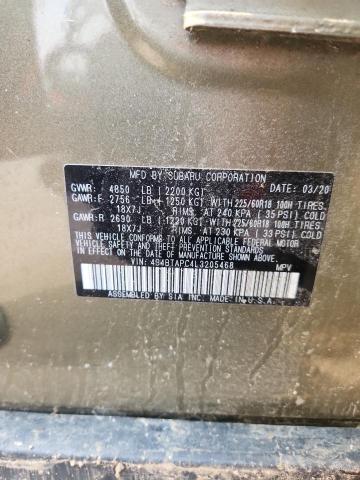 MFD BY SUBARU CORPORATION
GVWR: 4850 LB (2200 KG) DATE: 03/20
GAWR:F 2756 LB (1250 KG) WITH 225/60R18 100H TIRES,
18X7J RIMS, AT 240 KPA (35 PSI) COLD
GAWR:R 2690 LB (1220 KG) WITH 225/60R18 100H TIRES,
18X7J RIMS, AT 230 KPA (33 PSI) COLD
THIS VEHICLE CONFORMS TO ALL APPLICABLE FEDERAL MOTOR
VEHICLE SAFETY, BUMPER, AND THEFT
PREVENTION STANDARDS IN EFFECT ON THE
DATE OF MANUFACTURE SHOWN ABOVE.
VIN: 4S4BTAPC4L3205468 MPV
ASSEMBLED BY SIA INC. MADE IN U.S.A.